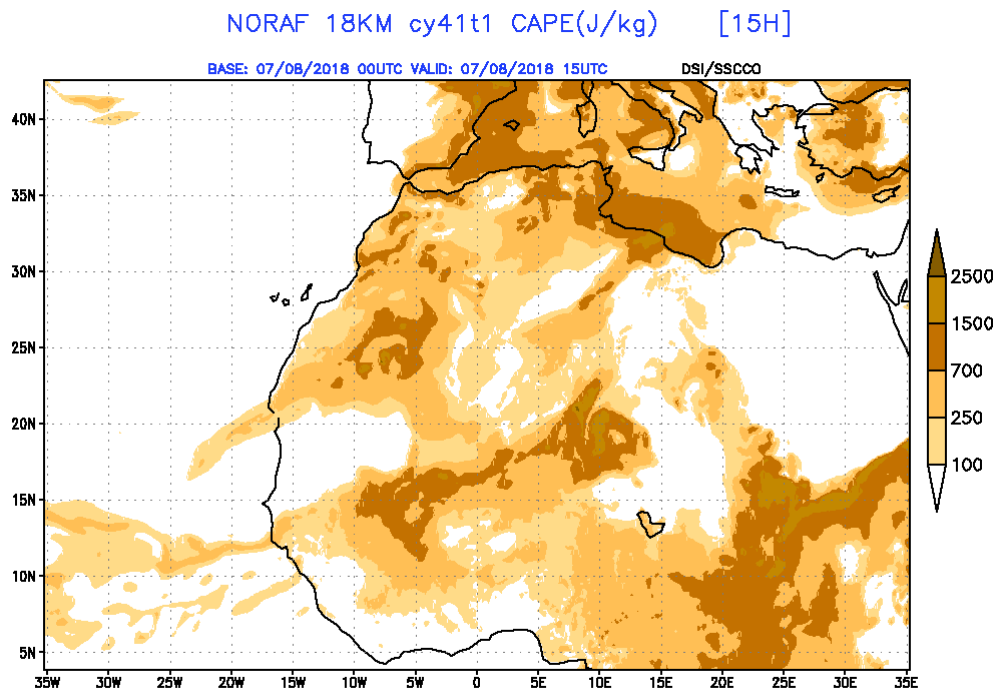 NORAF 18KM cy41t1 CAPE(J/kg) [15H]
BASE: 07/08/2018 00UTC VALID: 07/08/2018 15UTC DSI/SSCCO
40N
35N
30N
25N
20N
15N
10N
5N
35W 30W 25W 20W 15W 10W 5W 0 5E 10E 15E 20E 25E 30E 35E
2500
1500
700
250
100